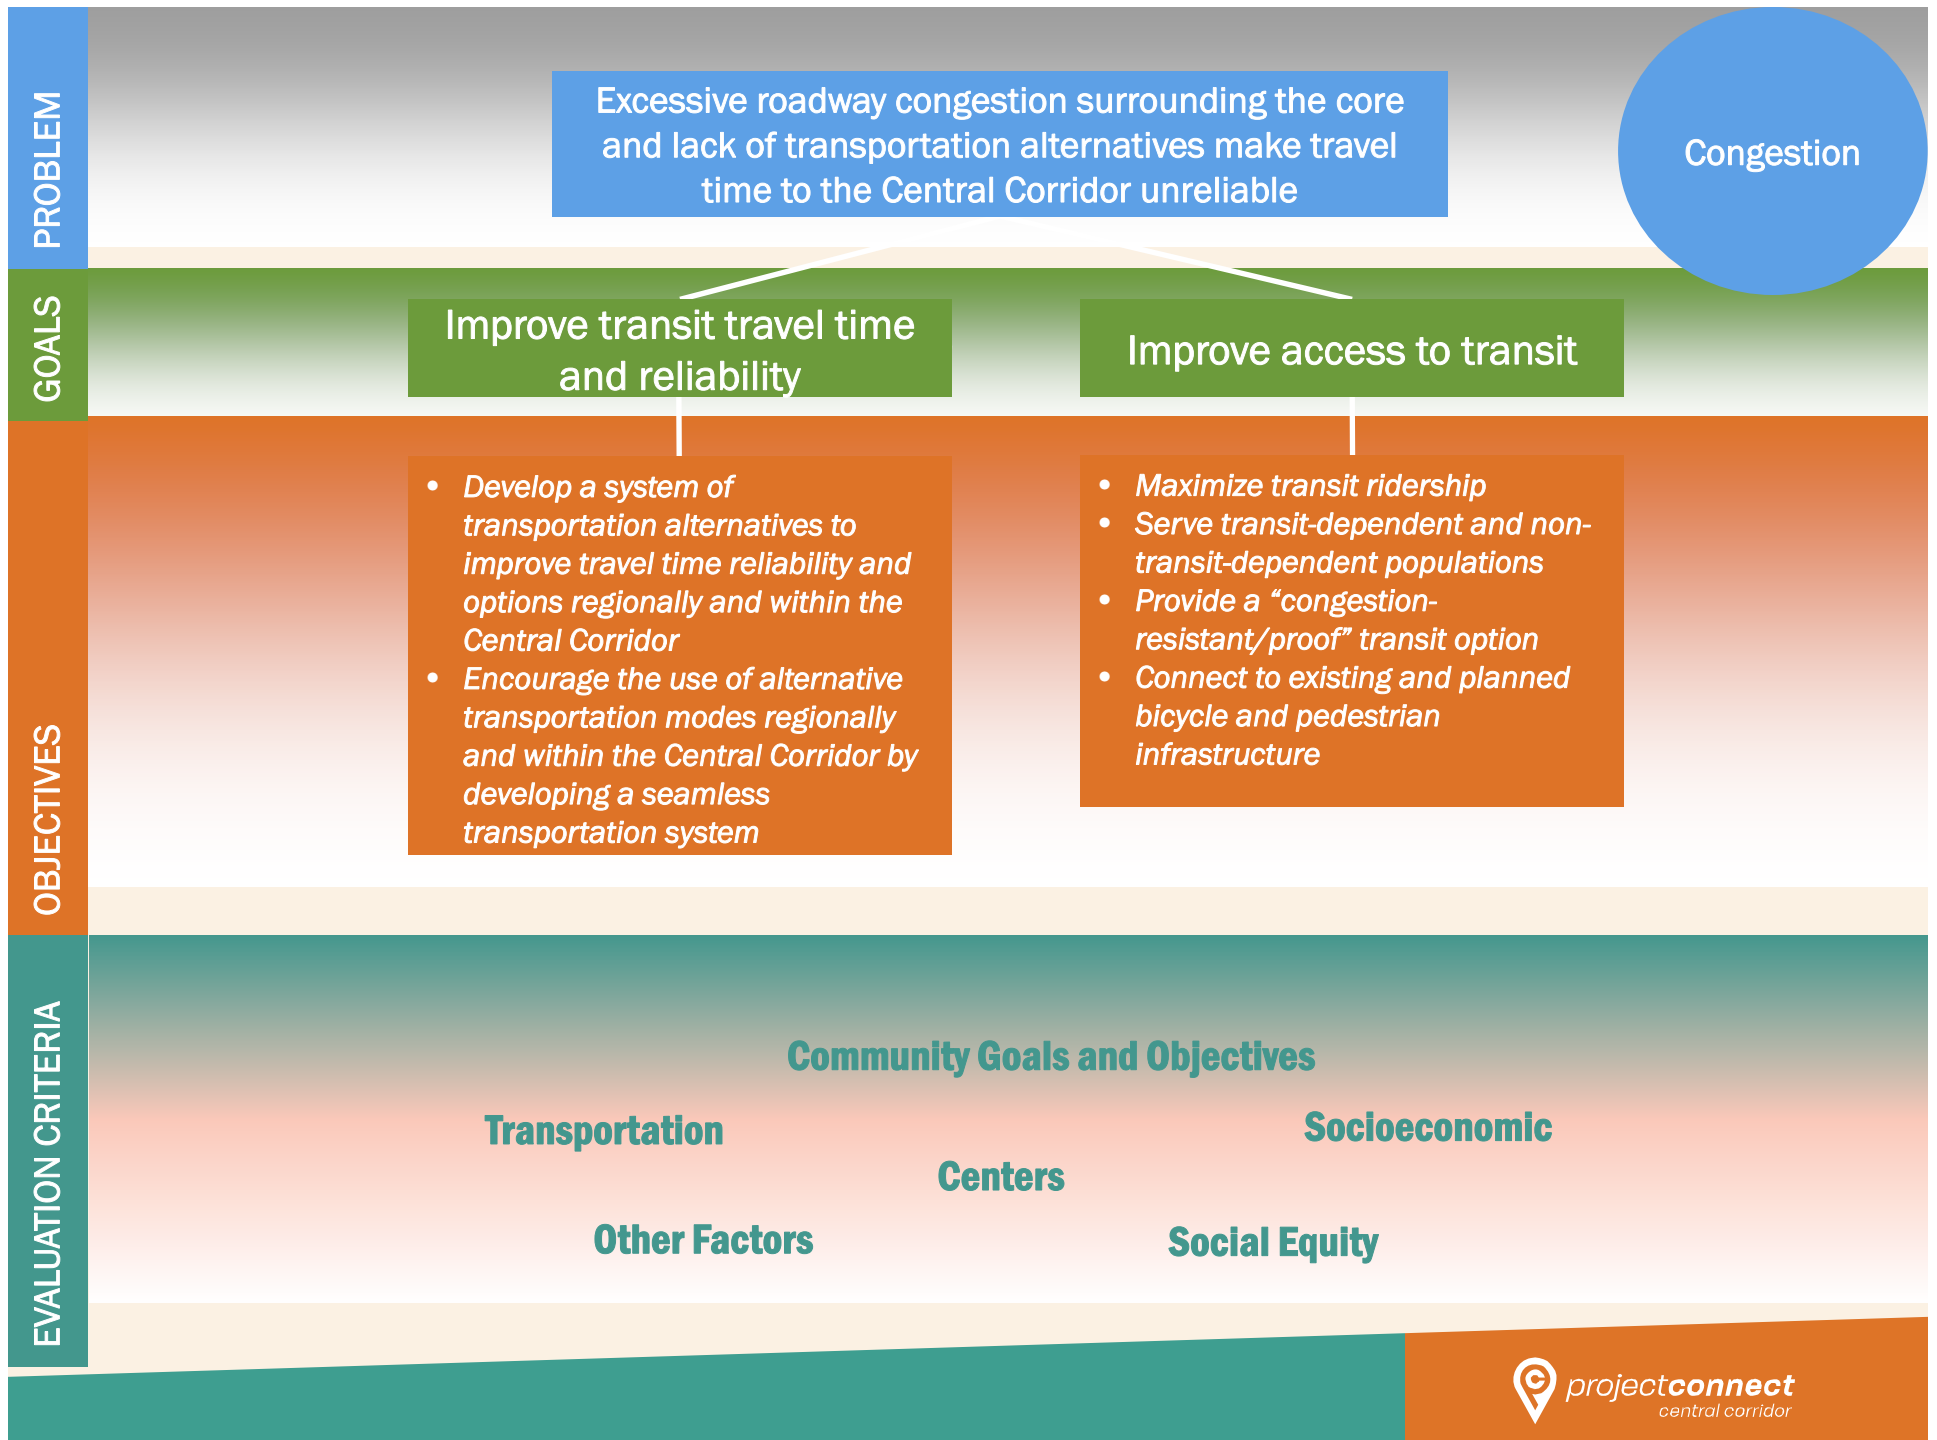 PROBLEM
Excessive roadway congestion surrounding the core
and lack of transportation alternatives make travel
time to the Central Corridor unreliable
Congestion
GOALS
Improve transit travel time
and reliability
Improve access to transit
OBJECTIVES
• Develop a system of
transportation alternatives to
improve travel time reliability and
options regionally and within the
Central Corridor
• Encourage the use of alternative
transportation modes regionally
and within the Central Corridor by
developing a seamless
transportation system
• Maximize transit ridership
• Serve transit-dependent and non-
transit-dependent populations
• Provide a “congestion-
resistant/proof” transit option
• Connect to existing and planned
bicycle and pedestrian
infrastructure
EVALUATION CRITERIA
Community Goals and Objectives
Transportation
Socioeconomic
Centers
Other Factors
Social Equity
projectconnect
central corridor